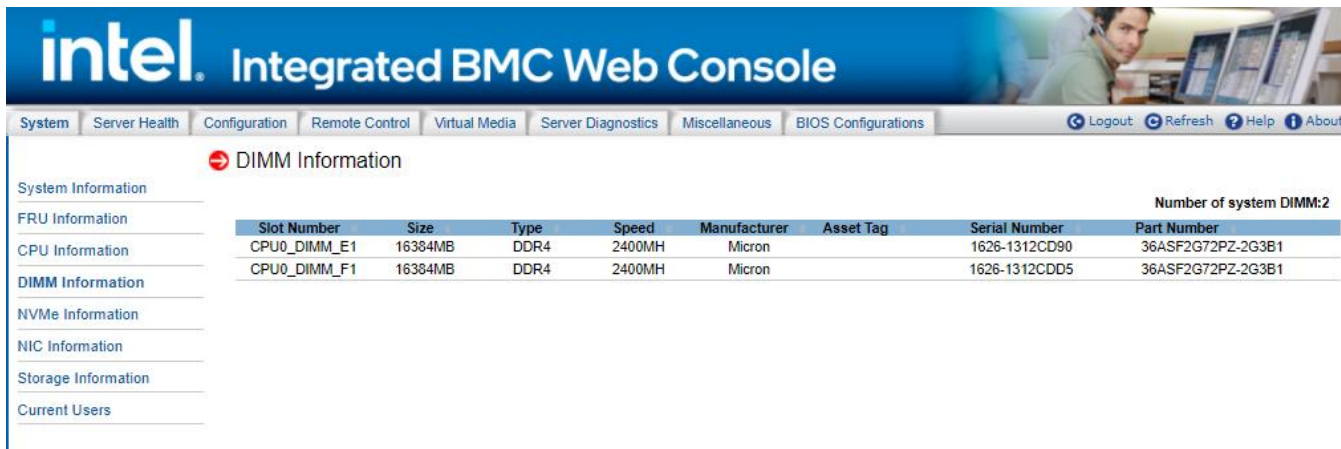 intel. Integrated BMC Web Console
System Server Health Configuration Remote Control Virtual Media Server Diagnostics Miscellaneous BIOS Configurations Logout Refresh Help About
DIMM Information
System Information
FRU Information
CPU Information
DIMM Information
NVMe Information
NIC Information
Storage Information
Current Users
Number of system DIMM:2
Slot Number Size Type Speed Manufacturer Asset Tag Serial Number Part Number
CPU0_DIMM_E1 16384MB DDR4 2400MH Micron 1626-1312CD90 36ASF2G72PZ-2G3B1
CPU0_DIMM_F1 16384MB DDR4 2400MH Micron 1626-1312CDD5 36ASF2G72PZ-2G3B1